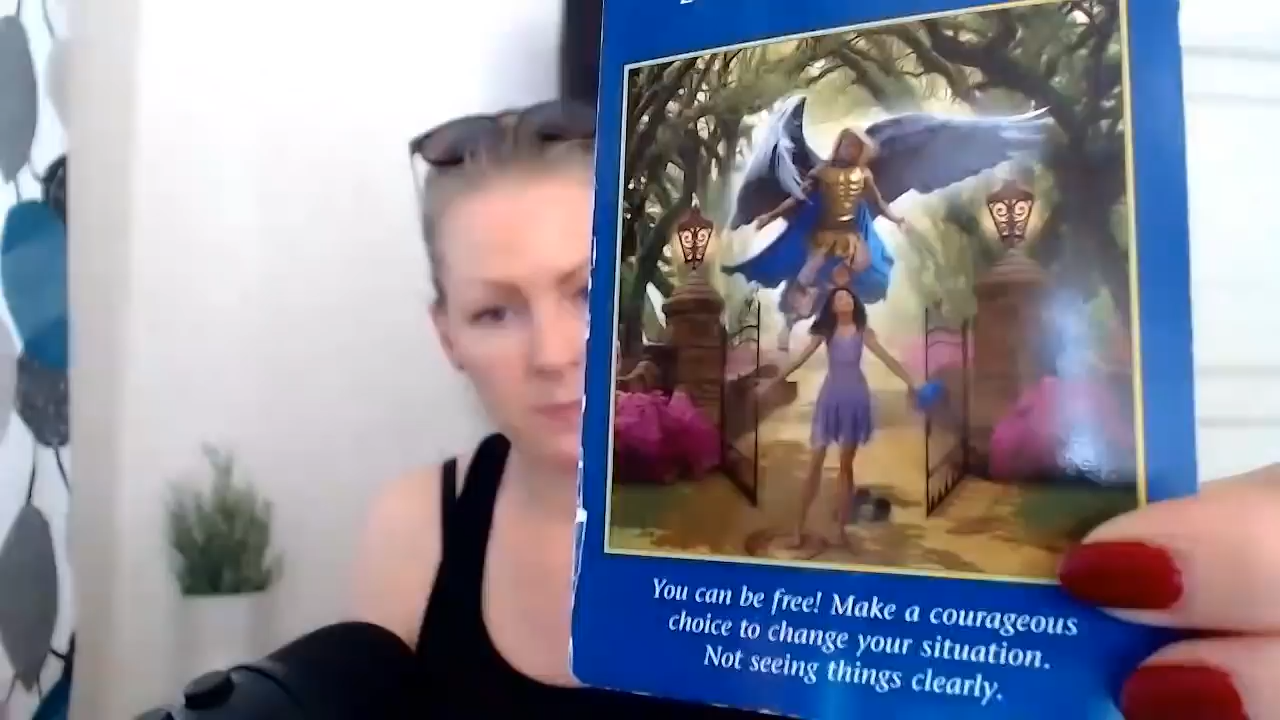 You can be free! Make a courageous
choice to change your situation.
Not seeing things clearly.